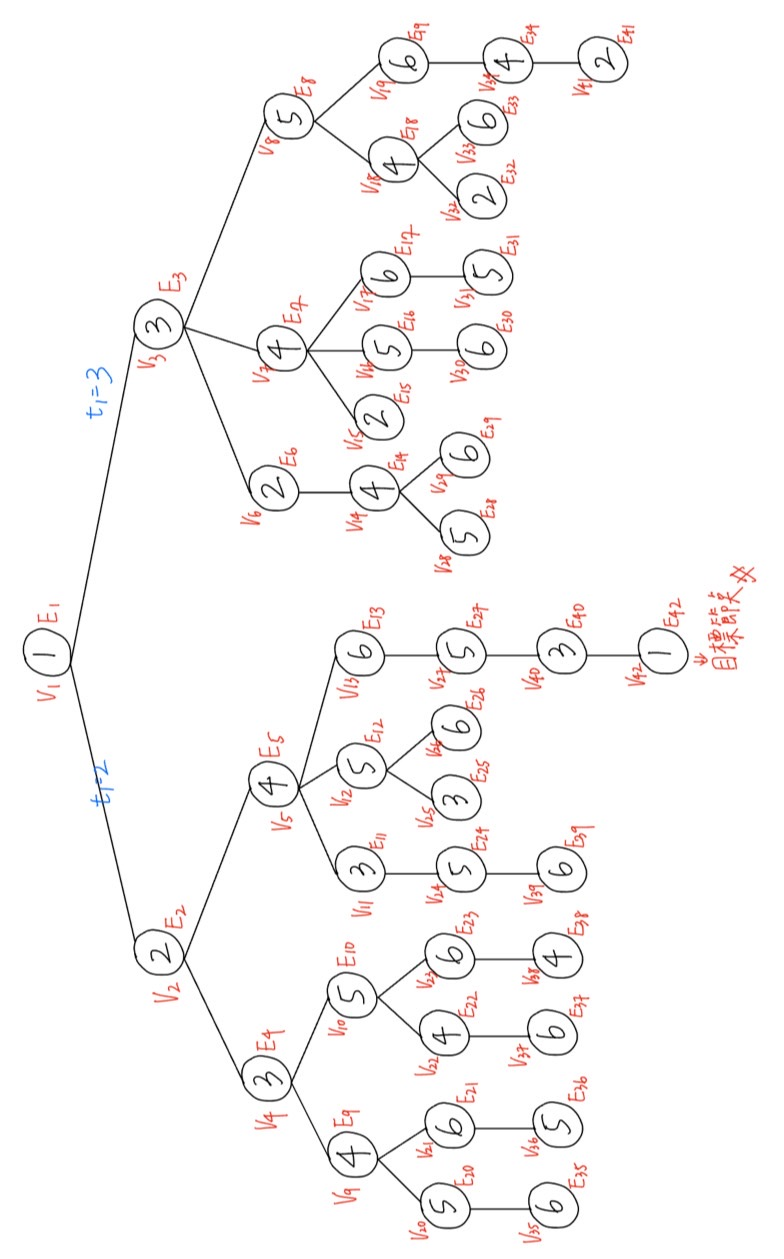 V1 1 E1
t1=2
t1=3
V2 2 E2
V3 3 E3
V4 3 E4
V5 4 E5
V6 2 E6
V7 4 E7
V8 5 E8
V9 4 E9
V10 5 E10
V11 3 E11
V12 5 E12
V13 6 E13
V14 4 E14
V15 2 E15
V16 5 E16
V17 6 E17
V18 4 E18
V19 6 E19
V20 5 E20
V21 6 E21
V22 4 E22
V23 6 E23
V24 5 E24
V25 3 E25
V26 6 E26
V27 5 E27
V28 5 E28
V29 6 E29
V30 6 E30
V31 5 E31
V32 2 E32
V33 6 E33
V34 4 E34
V35 6 E35
V36 5 E36
V37 6 E37
V38 4 E38
V39 6 E39
V40 3 E40
V41 2 E41
V42 1 E42
目標節点